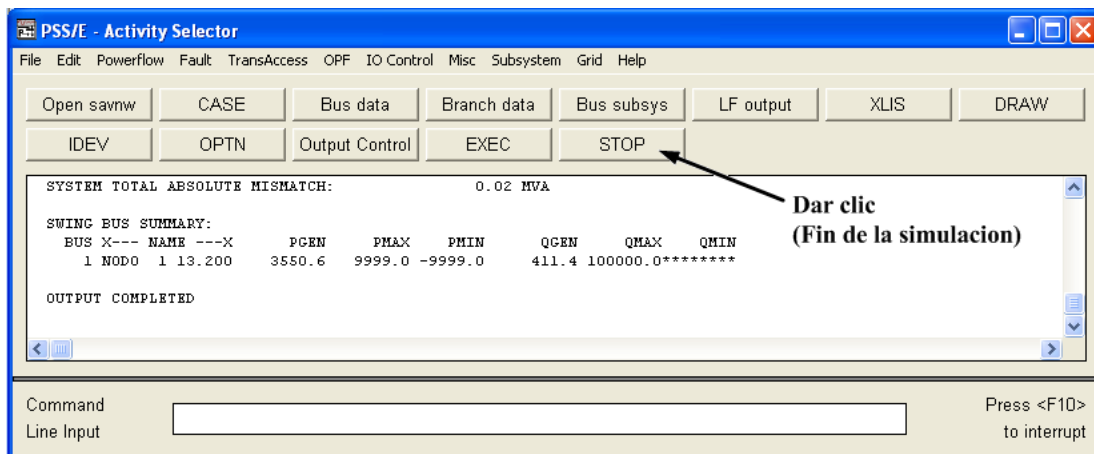 PSS/E - Activity Selector
File Edit Powerflow Fault TransAccess OPF IO Control Misc Subsystem Grid Help
Open savnw CASE Bus data Branch data Bus subsys LF output XLIS DRAW
IDEV OPTN Output Control EXEC STOP
SYSTEM TOTAL ABSOLUTE MISMATCH: 0.02 MVA
SWING BUS SUMMARY:
BUS X--- NAME ---X PGEN PMAX PMIN QGEN QMAX QMIN
1 NODO 1 13.200 3550.6 9999.0 -9999.0 411.4 100000.0********
OUTPUT COMPLETED
Dar clic
(Fin de la simulacion)
Command
Line Input
Press <F10>
to interrupt